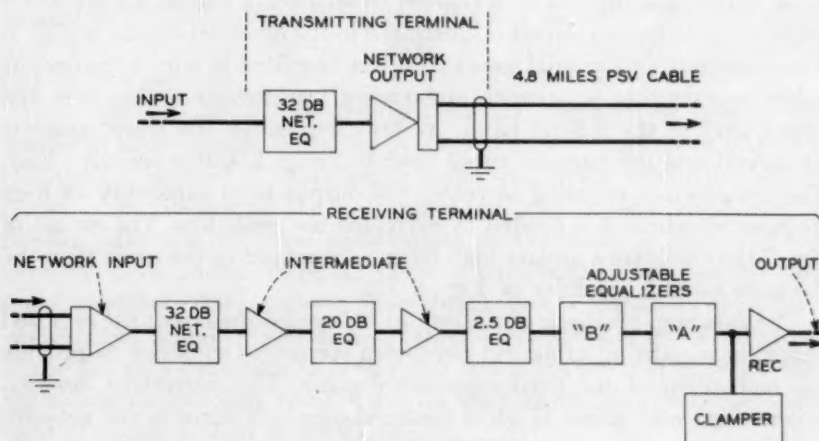 TRANSMITTING TERMINAL
NETWORK
OUTPUT
4.8 MILES PSV CABLE
INPUT
32 DB
NET.
EQ
RECEIVING TERMINAL
NETWORK INPUT
INTERMEDIATE
ADJUSTABLE
EQUALIZERS
OUTPUT
32 DB
NET.
EQ
20 DB
EQ
2.5 DB
EQ
"B"
"A"
REC
CLAMPER